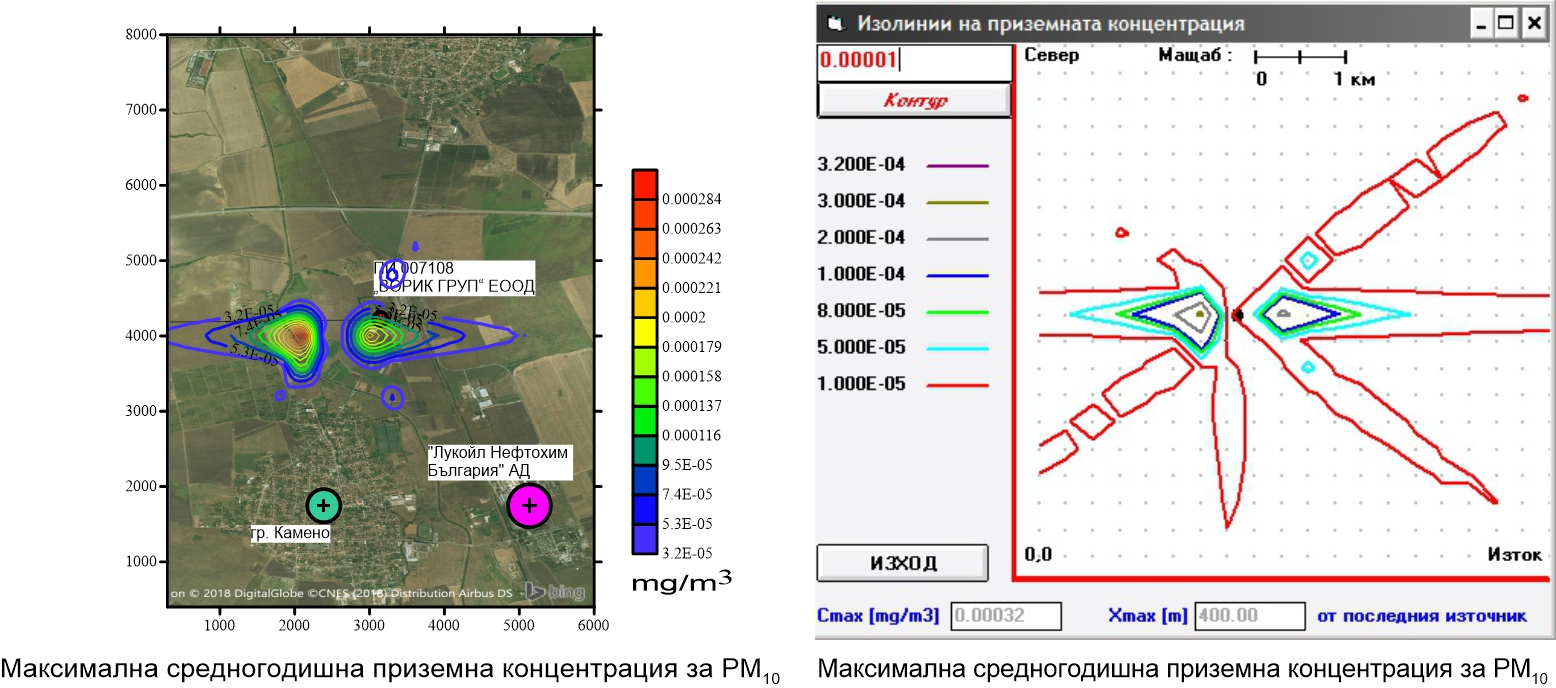 8000
7000
6000
5000
4000
3000
2000
1000
1000 2000 3000 4000 5000 6000
ПИ 007108
„БОРИК ГРУП“ ЕООД
3.2E-05
7.4E-05
5.3E-05
3.2E-05
"Лукойл Нефтохим
България" АД
гр. Камено
on © 2018 DigitalGlobe ©CNES (2018) Distribution Airbus DS
bing
0.000284
0.000263
0.000242
0.000221
0.0002
0.000179
0.000158
0.000137
0.000116
9.5E-05
7.4E-05
5.3E-05
3.2E-05
mg/m3
Максимална средногодишна приземна концентрация за PM10
Изолинии на приземната концентрация
0.00001
Контур
3.200E-04
3.000E-04
2.000E-04
1.000E-04
8.000E-05
5.000E-05
1.000E-05
ИЗХОД
Север
Мащаб :
0 1 км
0,0
Изток
Cmax [mg/m3] 0.00032 Xmax [m] 400.00 от последния източник
Максимална средногодишна приземна концентрация за PM10